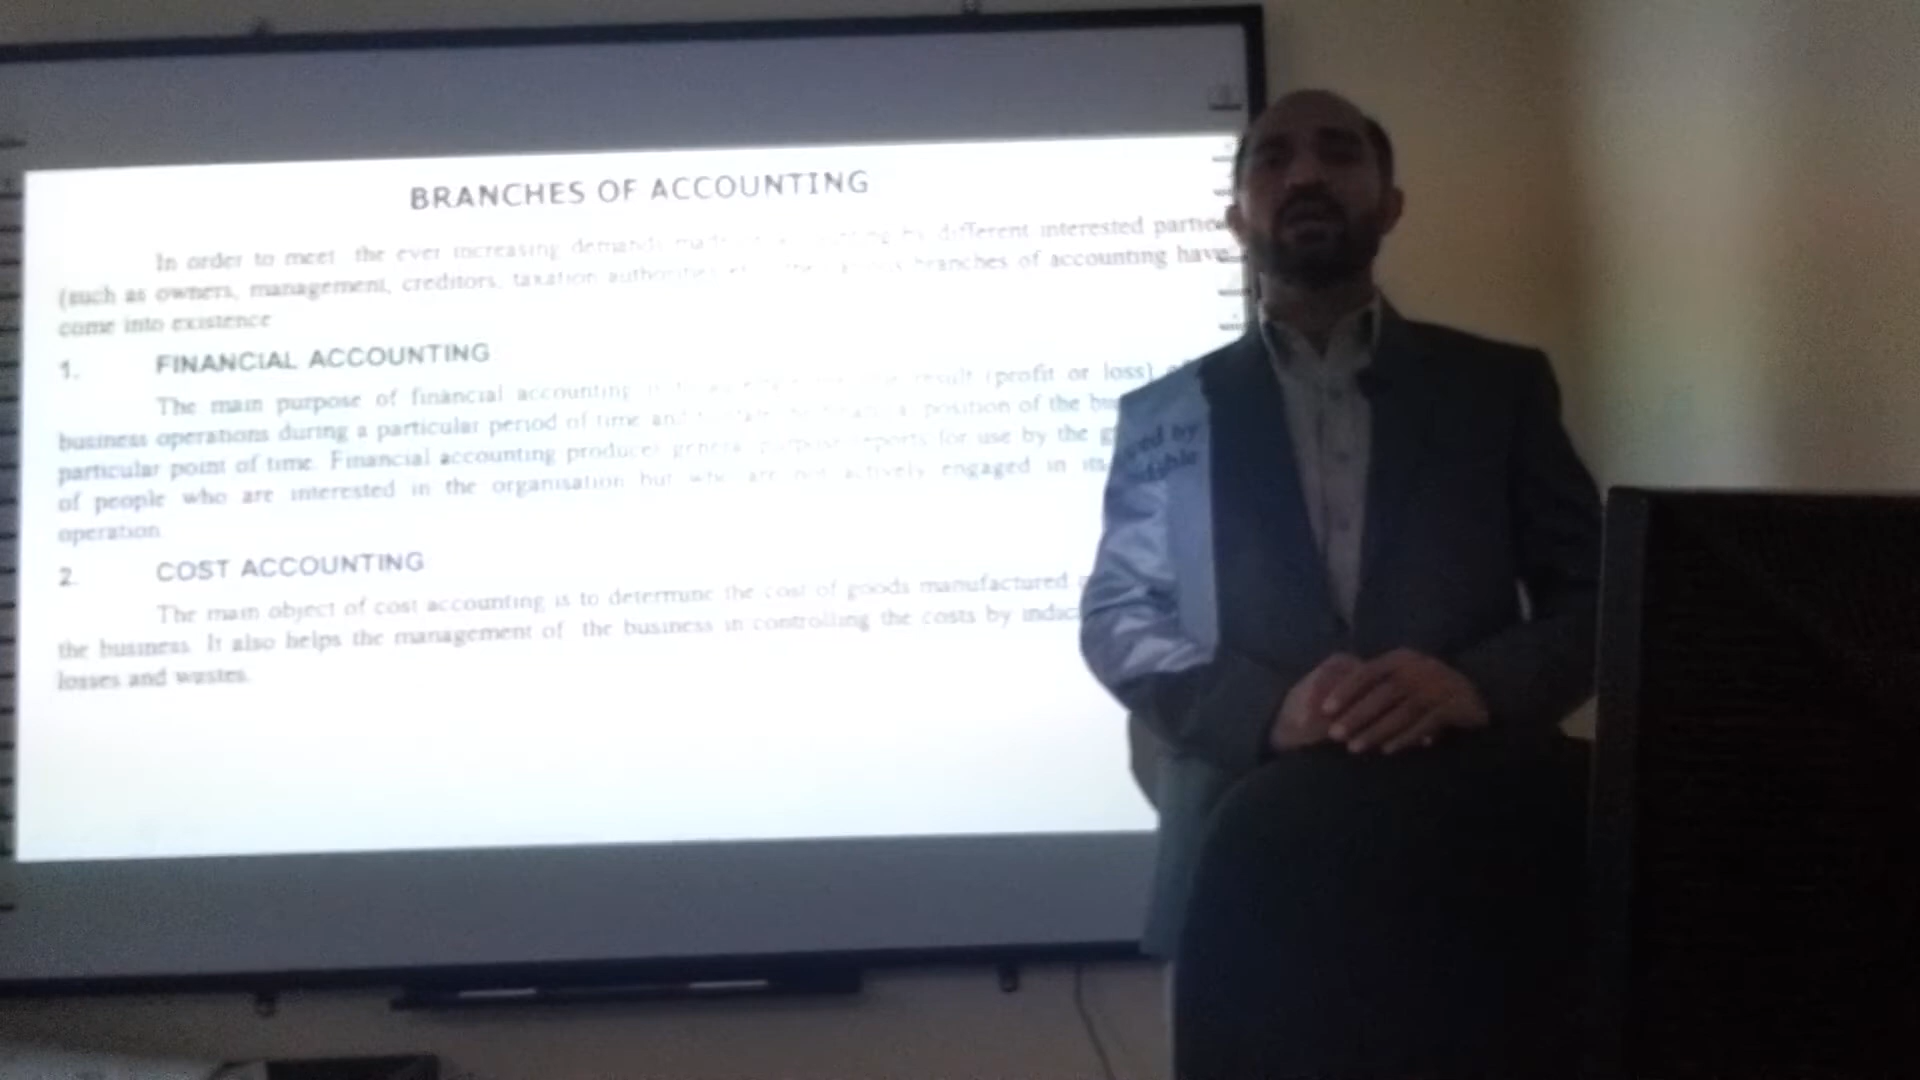 BRANCHES OF ACCOUNTING
In order to meet the ever increasing demands made by different interested parties
(such as owners, management, creditors, taxation authorities branches of accounting have
come into existence
1. FINANCIAL ACCOUNTING
The main purpose of financial accounting result (profit or loss)
business operations during a particular period of time and position of the
particular point of time. Financial accounting produces general purpose reports for use by the
of people who are interested in the organisation but who are not actively engaged in its
operation.
2. COST ACCOUNTING
The main object of cost accounting is to determine the cost of goods manufactured
the business. It also helps the management of the business in controlling the costs by
losses and wastes.